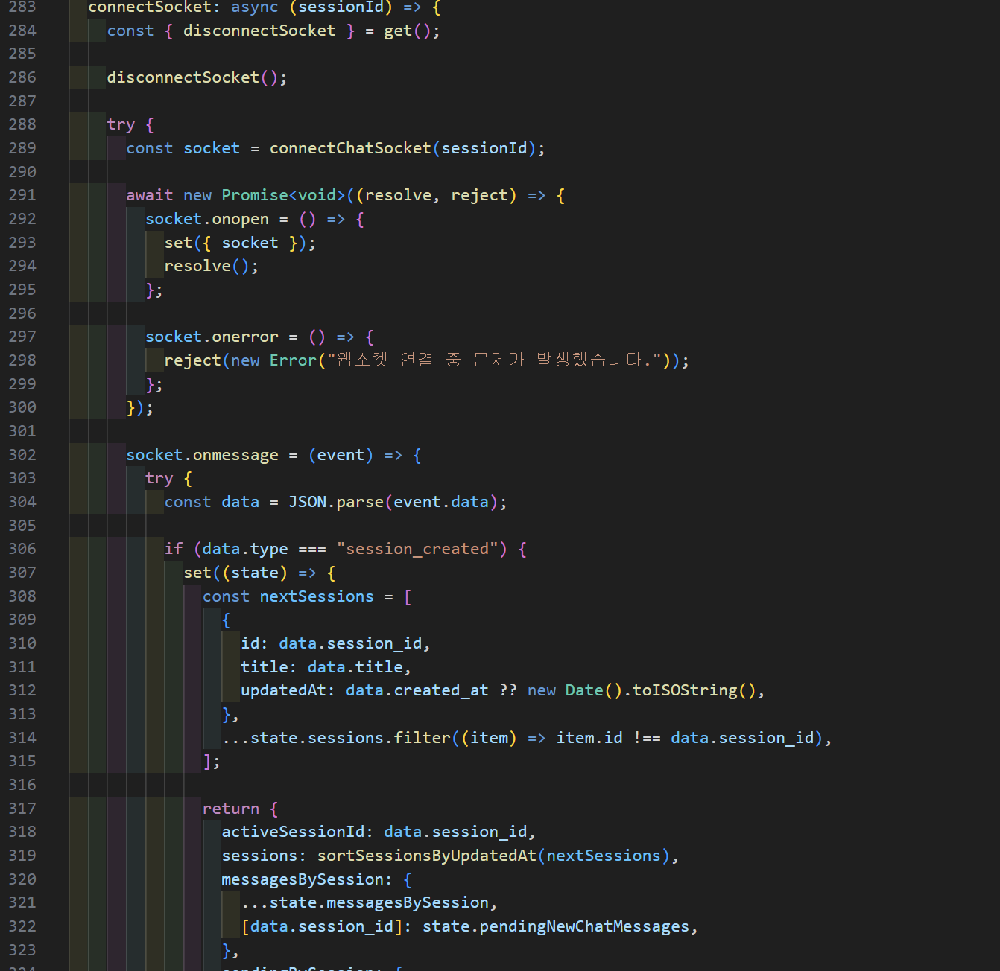 283 connectSocket: async (sessionId) => {
284 const { disconnectSocket } = get();
285
286 disconnectSocket();
287
288 try {
289 const socket = connectChatSocket(sessionId);
290
291 await new Promise<void>((resolve, reject) => {
292 socket.onopen = () => {
293 set({ socket });
294 resolve();
295 };
296
297 socket.onerror = () => {
298 reject(new Error("웹소켓 연결 중 문제가 발생했습니다."));
299 };
300 });
301
302 socket.onmessage = (event) => {
303 try {
304 const data = JSON.parse(event.data);
305
306 if (data.type === "session_created") {
307 set((state) => {
308 const nextSessions = [
309 {
310 id: data.session_id,
311 title: data.title,
312 updatedAt: data.created_at ?? new Date().toISOString(),
313 },
314 ...state.sessions.filter((item) => item.id !== data.session_id),
315 ];
316
317 return {
318 activeSessionId: data.session_id,
319 sessions: sortSessionsByUpdatedAt(nextSessions),
320 messagesBySession: {
321 ...state.messagesBySession,
322 [data.session_id]: state.pendingNewChatMessages,
323 },